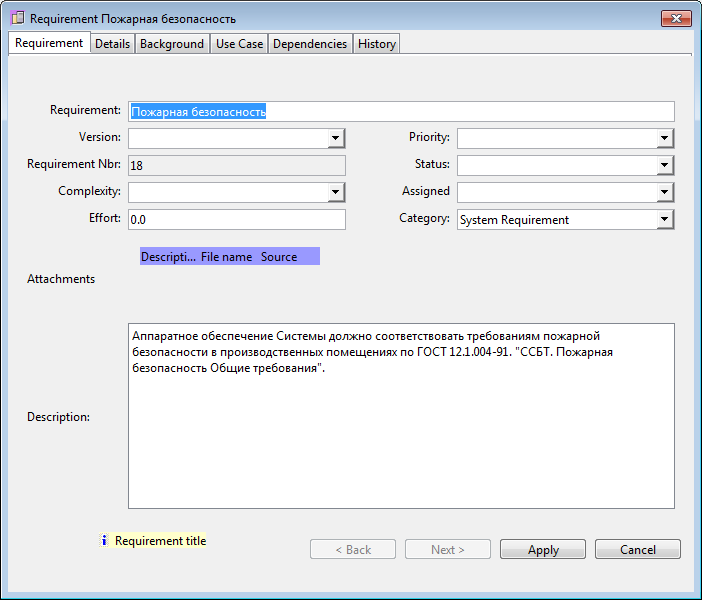 Requirement Пожарная безопасность
Requirement Details Background Use Case Dependencies History
Requirement: Пожарная безопасность
Version: Priority:
Requirement Nbr: 18 Status:
Complexity: Assigned
Effort: 0.0 Category: System Requirement
Descripti... File name Source
Attachments
Аппаратное обеспечение Системы должно соответствовать требованиям пожарной
безопасности в производственных помещениях по ГОСТ 12.1.004-91. "ССБТ. Пожарная
безопасность Общие требования".
Description:
i Requirement title
< Back Next > Apply Cancel